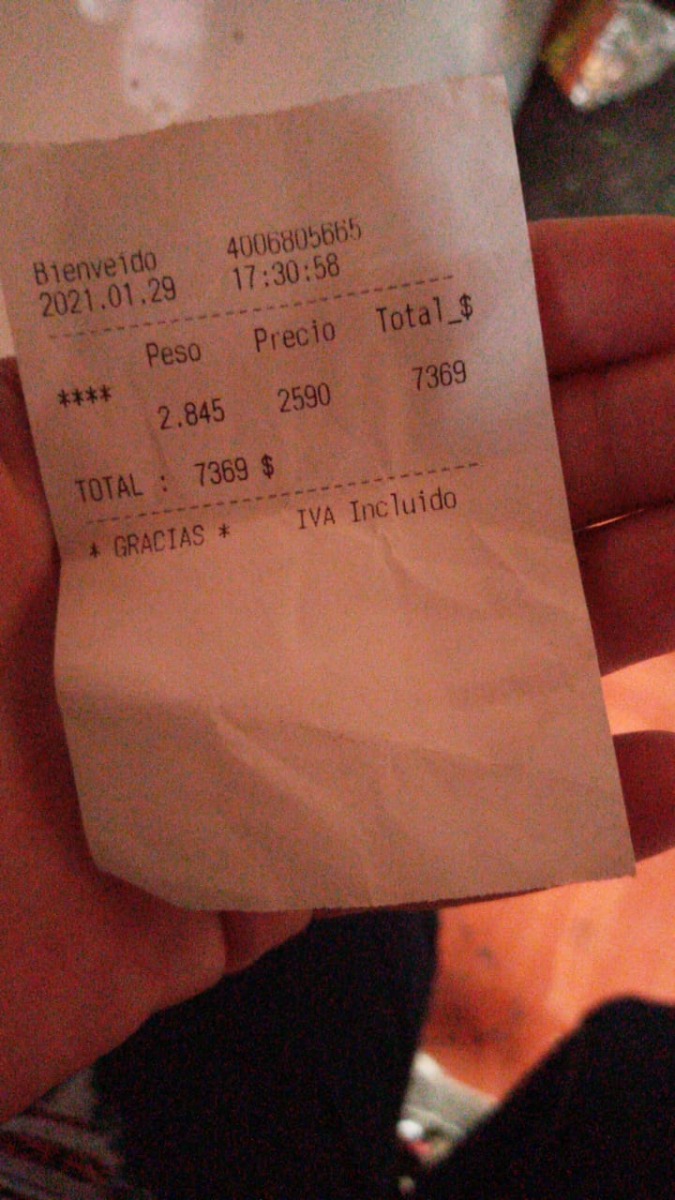 Bienveido 4006805665
2021.01.29 17:30:58
Peso Precio Total_$
**** 2.845 2590 7369
TOTAL : 7369 $
* GRACIAS * IVA Incluido